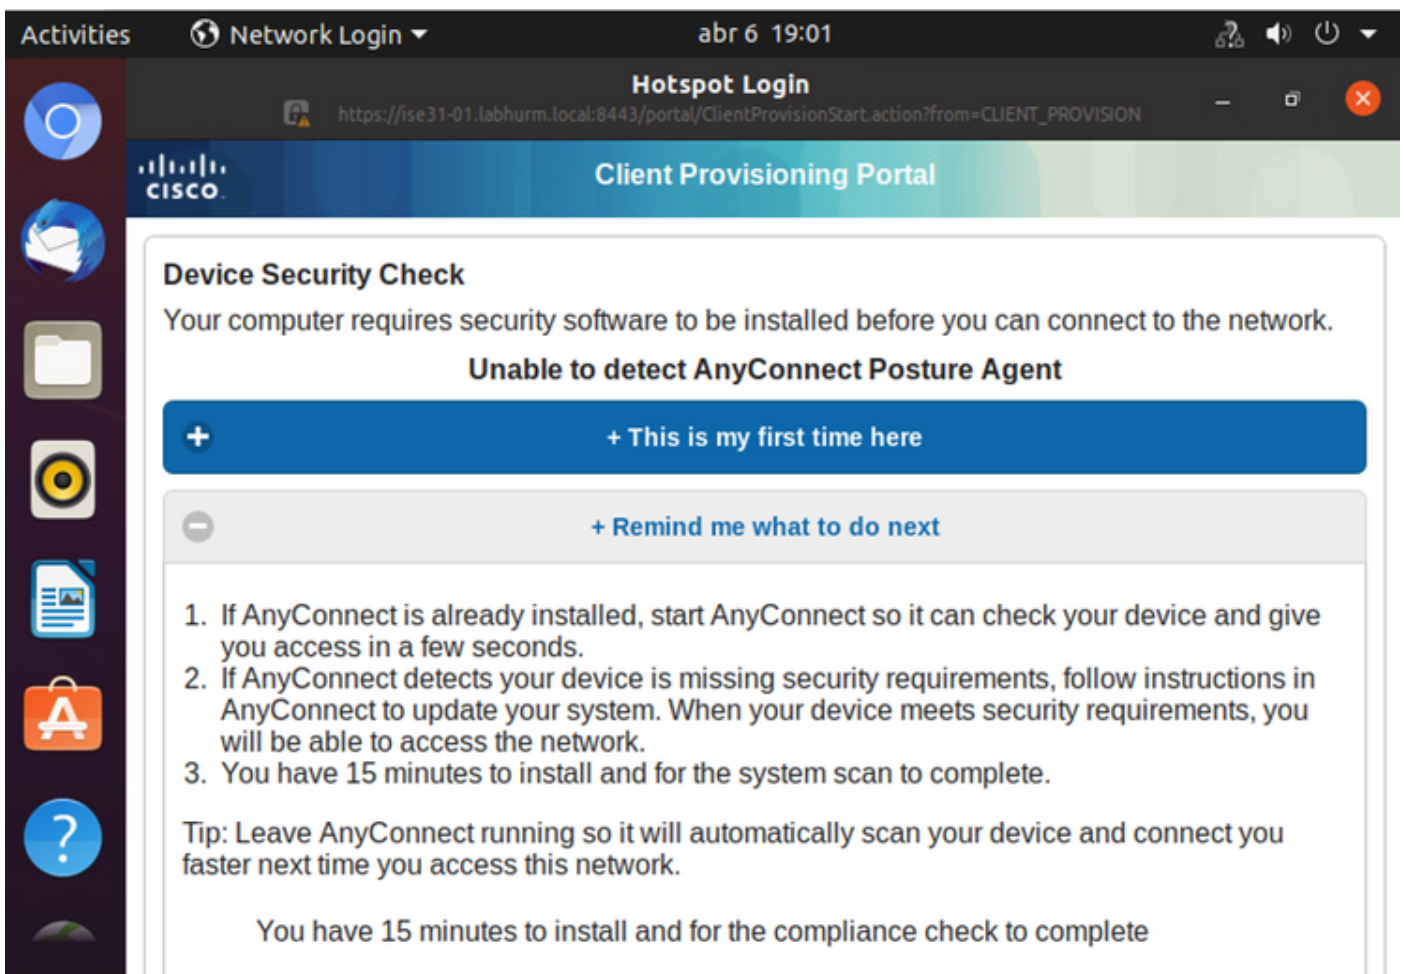 Activities
Network Login
abr 6 19:01
Hotspot Login
https://ise31-01.labhurm.local:8443/portal/ClientProvisionStart.action?from=CLIENT_PROVISION
CISCO
Client Provisioning Portal
Device Security Check
Your computer requires security software to be installed before you can connect to the network.
Unable to detect AnyConnect Posture Agent
+ This is my first time here
+ Remind me what to do next
1. If AnyConnect is already installed, start AnyConnect so it can check your device and give
you access in a few seconds.
2. If AnyConnect detects your device is missing security requirements, follow instructions in
AnyConnect to update your system. When your device meets security requirements, you
will be able to access the network.
3. You have 15 minutes to install and for the system scan to complete.
Tip: Leave AnyConnect running so it will automatically scan your device and connect you
faster next time you access this network.
You have 15 minutes to install and for the compliance check to complete